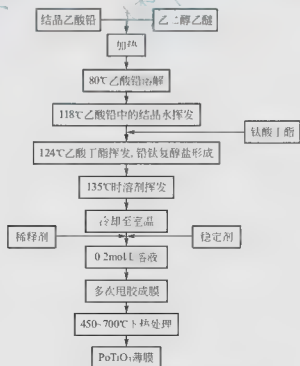 结晶乙酸铅
乙二醇乙醚
加热
80℃乙酸铅溶解
118℃乙酸铅中的结晶水挥发
钛酸丁酯
124℃乙酸丁酯挥发,铅钛复醇盐形成
135℃时溶剂挥发
冷却至室温
稀释剂
稳定剂
0.2mol/L溶液
多次甩胶成膜
450~700℃下热处理
PbTiO3薄膜